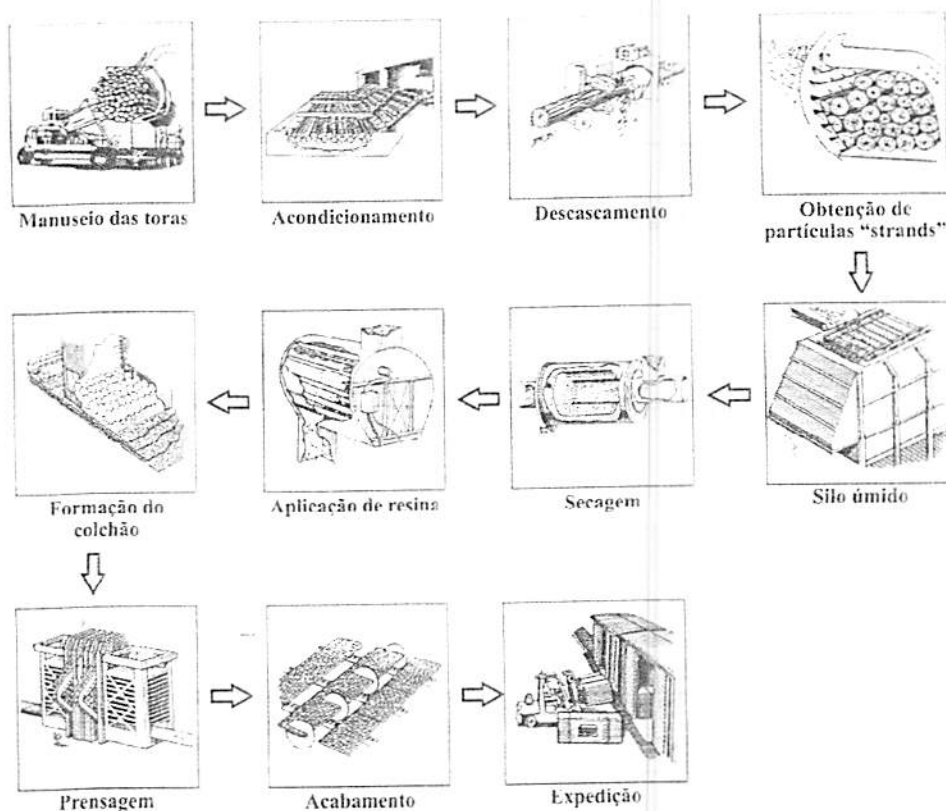 Manuseio das toras
Acondicionamento
Descascamento
Obtenção de
partículas “strands”
Silo úmido
Secagem
Aplicação de resina
Formação do
colchão
Prensagem
Acabamento
Expedição